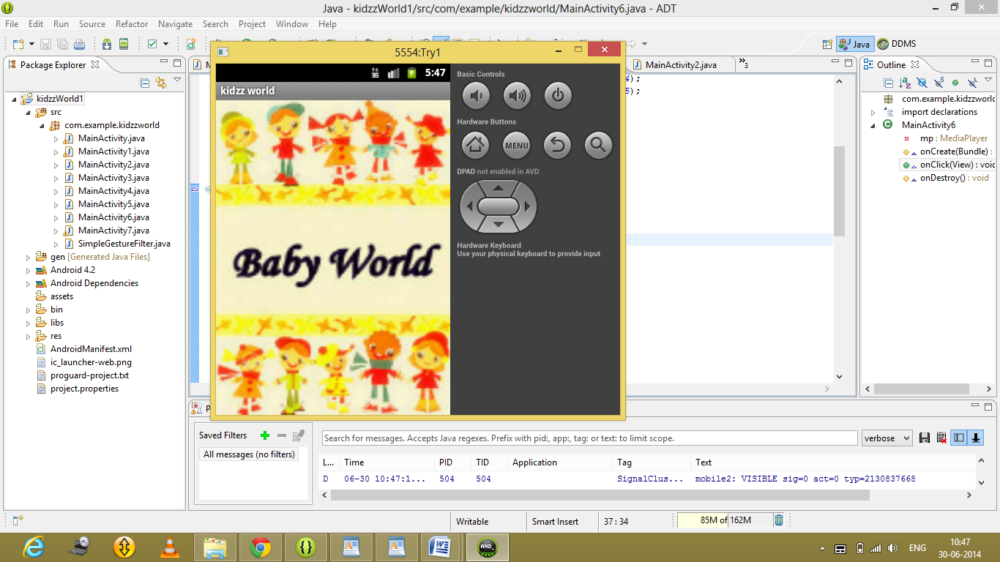 Java - kidzzWorld1/src/com/example/kidzzworld/MainActivity6.java - ADT
File Edit Run Source Refactor Navigate Search Project Window Help
Java DDMS
Package Explorer
kidzzWorld1
src
com.example.kidzzworld
MainActivity.java
MainActivity1.java
MainActivity2.java
MainActivity3.java
MainActivity4.java
MainActivity5.java
MainActivity6.java
MainActivity7.java
SimpleGestureFilter.java
gen [Generated Java Files]
Android 4.2
Android Dependencies
assets
bin
libs
res
AndroidManifest.xml
ic_launcher-web.png
proguard-project.txt
project.properties
5554:Try1
3G 5:47
kidzz world
Baby World
Basic Controls
Hardware Buttons
MENU
DPAD not enabled in AVD
Hardware Keyboard
Use your physical keyboard to provide input
MainActivity2.java
3
);
5);
Outline
com.example.kidzzworld
import declarations
MainActivity6
mp : MediaPlayer
onCreate(Bundle) :
onClick(View) : void
onDestroy() : void
Saved Filters
All messages (no filters)
Search for messages. Accepts Java regexes. Prefix with pid:, app:, tag: or text: to limit scope.
verbose
L... Time PID TID Application Tag Text
D 06-30 10:47:1... 504 504 SignalClus... mobile2: VISIBLE sig=0 act=0 typ=2130837668
Writable Smart Insert 37 : 34 85M of 162M
ENG
10:47
30-06-2014